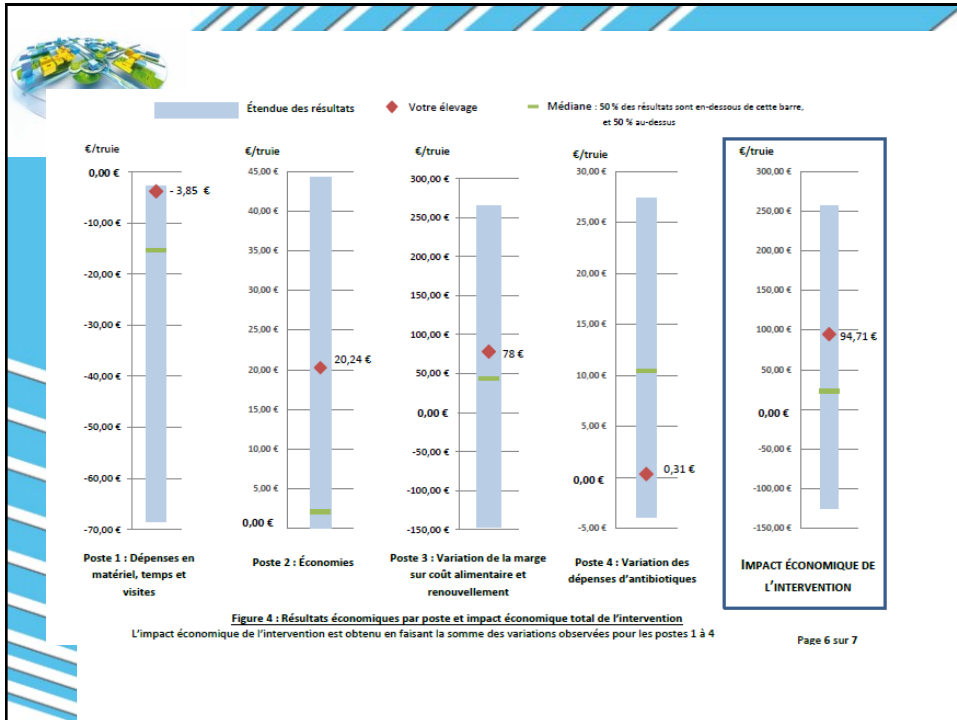 Étendue des résultats
Votre élevage
Médiane : 50 % des résultats sont en-dessous de cette barre,
et 50 % au-dessus
€/truie
0,00 €
-10,00 €
-20,00 €
-30,00 €
-40,00 €
-50,00 €
-60,00 €
-70,00 €
- 3,85 €
Poste 1 : Dépenses en
matériel, temps et
visites
€/truie
45,00 €
40,00 €
35,00 €
30,00 €
25,00 €
20,00 €
15,00 €
10,00 €
5,00 €
0,00 €
20,24 €
Poste 2 : Économies
€/truie
300,00 €
250,00 €
200,00 €
150,00 €
100,00 €
50,00 €
0,00 €
-50,00 €
-100,00 €
-150,00 €
78 €
Poste 3 : Variation de la marge
sur coût alimentaire et
renouvellement
€/truie
30,00 €
25,00 €
20,00 €
15,00 €
10,00 €
5,00 €
0,00 €
-5,00 €
0,31 €
Poste 4 : Variation des
dépenses d'antibiotiques
€/truie
300,00 €
250,00 €
200,00 €
150,00 €
100,00 €
50,00 €
0,00 €
-50,00 €
-100,00 €
-150,00 €
94,71 €
IMPACT ÉCONOMIQUE DE
L'INTERVENTION
Figure 4 : Résultats économiques par poste et impact économique total de l'intervention
L'impact économique de l'intervention est obtenu en faisant la somme des variations observées pour les postes 1 à 4
Page 6 sur 7